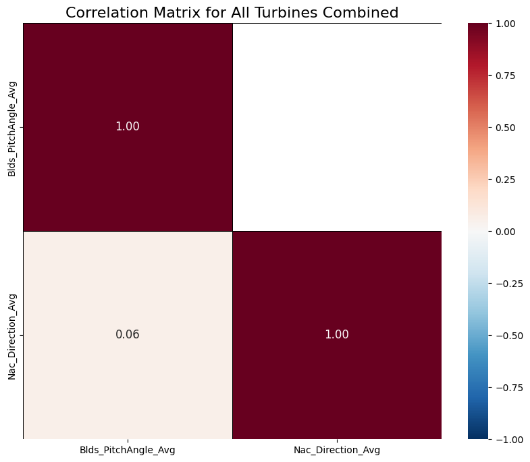 Correlation Matrix for All Turbines Combined
Blds_PitchAngle_Avg
Nac_Direction_Avg
1.00
0.06
1.00
Blds_PitchAngle_Avg
Nac_Direction_Avg
1.00
0.75
0.50
0.25
0.00
−0.25
−0.50
−0.75
−1.00